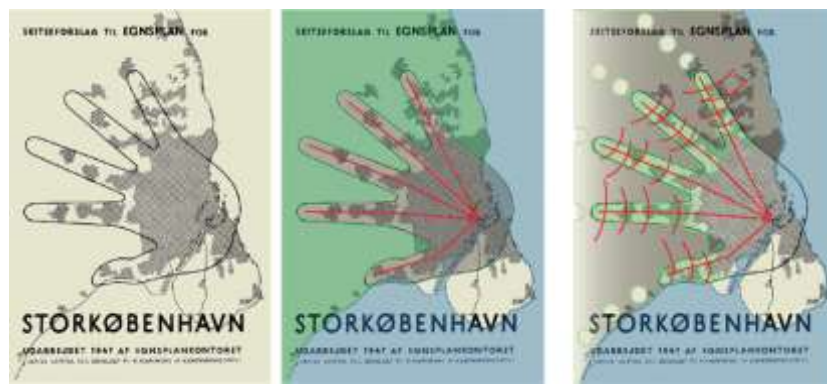 SKITSEFORSLAG TIL EGNSPLAN FOR
STORKØBENHAVN
UDARBEJDET 1947 AF EGNSPLANKONTORET
SKITSEFORSLAG TIL EGNSPLAN FOR
STORKØBENHAVN
UDARBEJDET 1947 AF EGNSPLANKONTORET
SKITSEFORSLAG TIL EGNSPLAN FOR
STORKØBENHAVN
UDARBEJDET 1947 AF EGNSPLANKONTORET